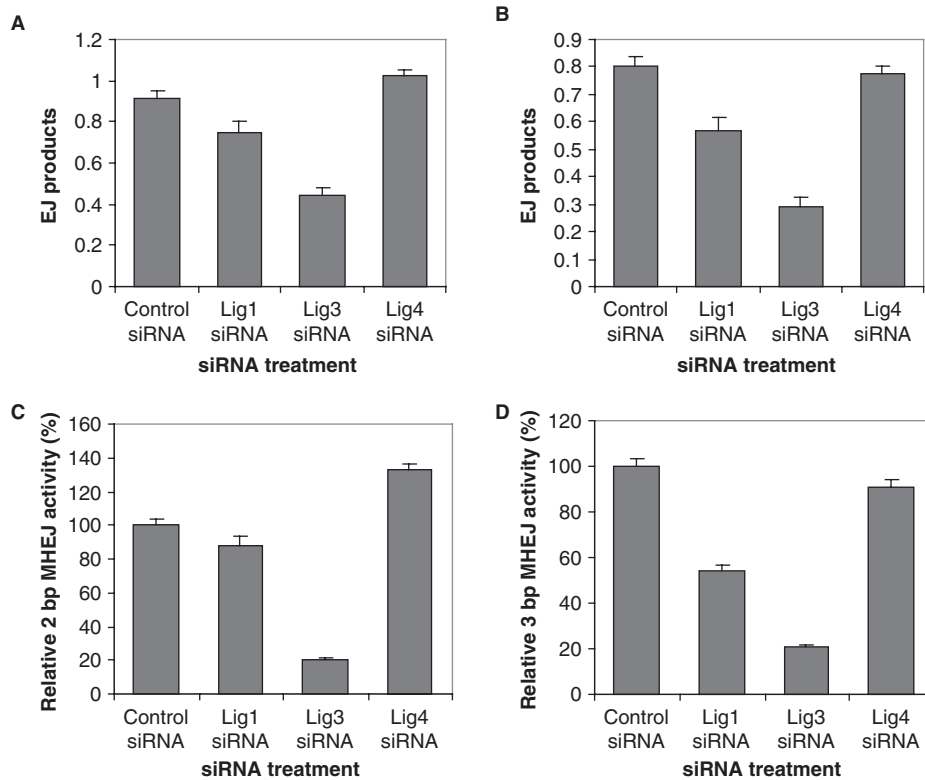 A
EJ products
1.2
1
0.8
0.6
0.4
0.2
0
Control siRNA
Lig1 siRNA
Lig3 siRNA
Lig4 siRNA
siRNA treatment
B
EJ products
0.9
0.8
0.7
0.6
0.5
0.4
0.3
0.2
0.1
0
Control siRNA
Lig1 siRNA
Lig3 siRNA
Lig4 siRNA
siRNA treatment
C
Relative 2 bp MHEJ activity (%)
160
140
120
100
80
60
40
20
0
Control siRNA
Lig1 siRNA
Lig3 siRNA
Lig4 siRNA
siRNA treatment
D
Relative 3 bp MHEJ activity (%)
120
100
80
60
40
20
0
Control siRNA
Lig1 siRNA
Lig3 siRNA
Lig4 siRNA
siRNA treatment